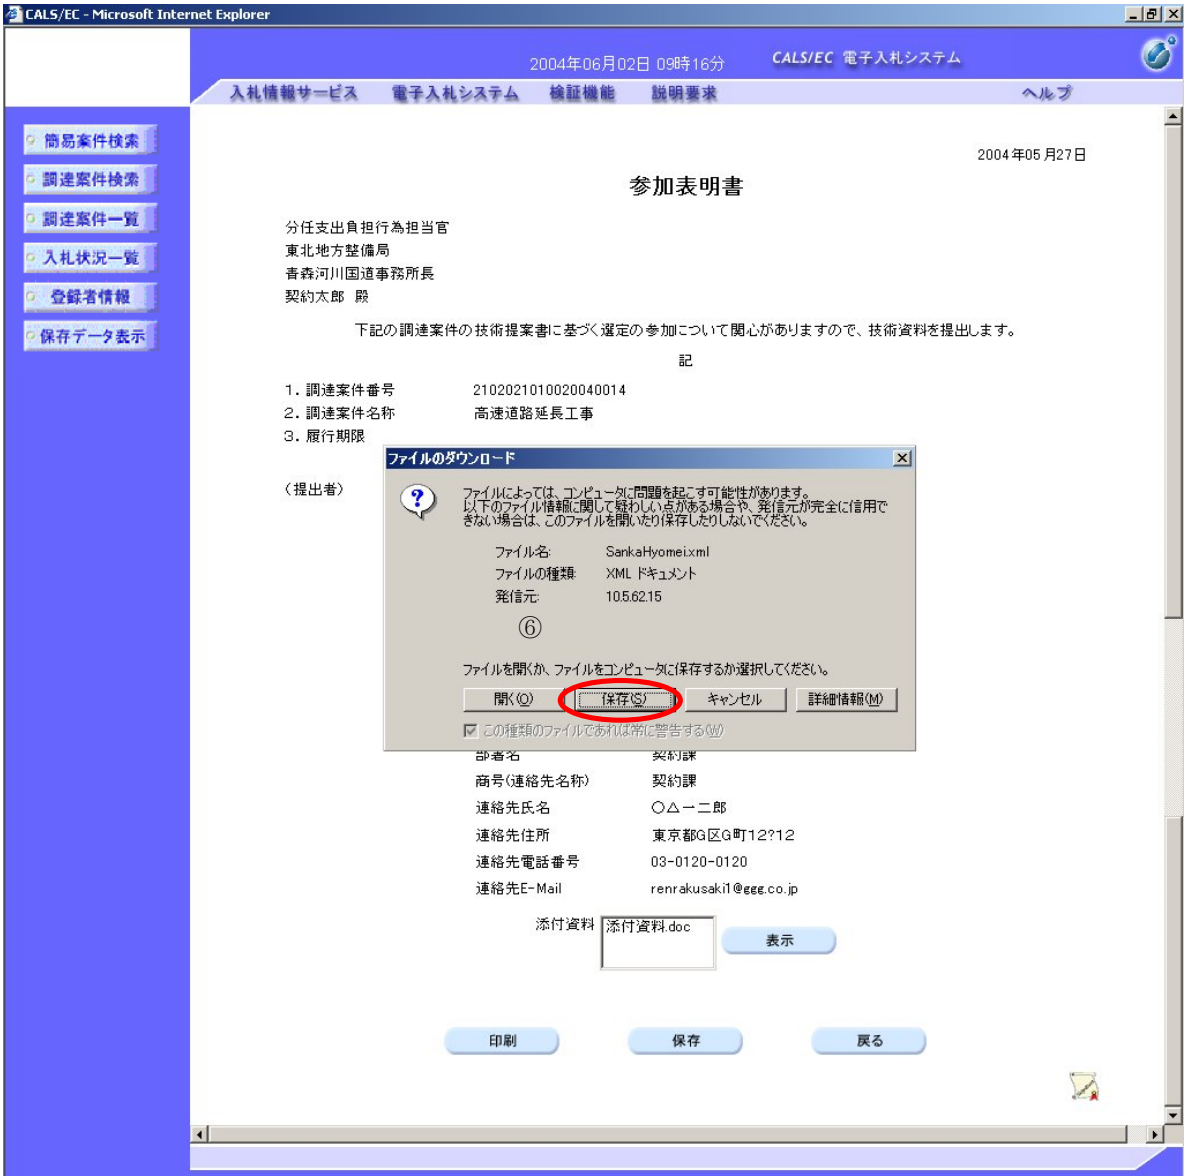 CALS/EC - Microsoft Internet Explorer
2004年06月02日 09時16分
CALS/EC 電子入札システム
入札情報サービス 電子入札システム 検証機能 説明要求 ヘルプ
簡易案件検索
調達案件検索
調達案件一覧
入札状況一覧
登録者情報
保存データ表示
2004年05月27日
参加表明書
分任支出負担行為担当官
東北地方整備局
青森河川国道事務所長
契約太郎 殿
下記の調達案件の技術提案書に基づく選定の参加について関心がありますので、技術資料を提出します。
記
1. 調達案件番号 2102021010020040014
2. 調達案件名称 高速道路延長工事
3. 履行期限
(提出者)
ファイルのダウンロード
ファイルによっては、コンピュータに問題を起こす可能性があります。
以下のファイル情報に関して疑わしい点がある場合や、発信元が完全に信用で
きない場合は、このファイルを開いたり保存したりしないでください。
ファイル名: SankaHyomei.xml
ファイルの種類: XML ドキュメント
発信元: 10.5.62.15
⑥
ファイルを開くか、ファイルをコンピュータに保存するか選択してください。
開く(O) 保存(S) キャンセル 詳細情報(M)
この種類のファイルであれば常に警告する(W)
部署名 契約課
商号(連絡先名称) 契約課
連絡先氏名 ○△一二郎
連絡先住所 東京都G区G町12?12
連絡先電話番号 03-0120-0120
連絡先E-Mail renrakusaki1@ggg.co.jp
添付資料 添付資料.doc 表示
印刷 保存 戻る